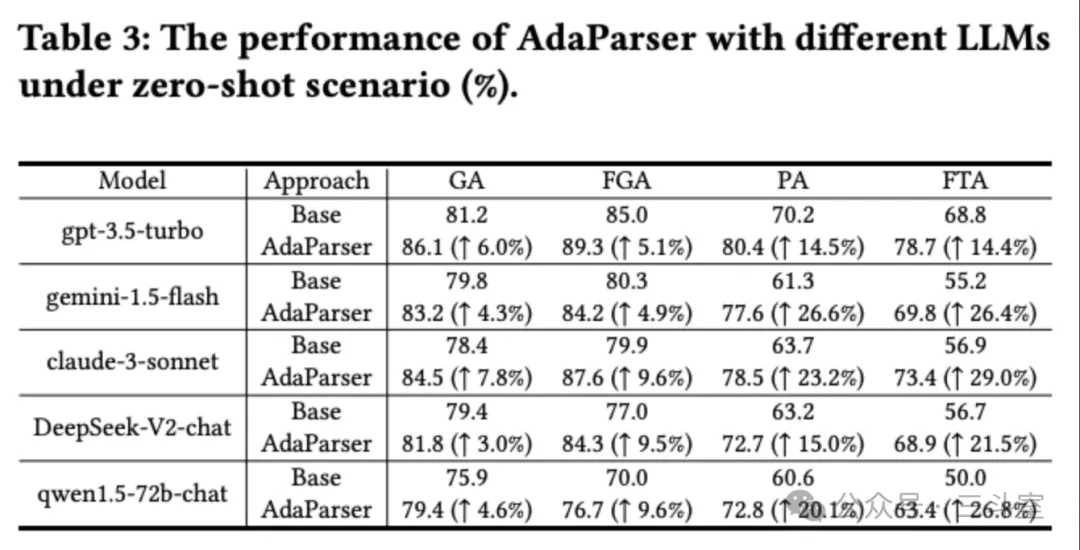 Table 3: The performance of AdaParser with different LLMs
under zero-shot scenario (%).
Model Approach GA FGA PA FTA
gpt-3.5-turbo Base 81.2 85.0 70.2 68.8
AdaParser 86.1 (↑ 6.0%) 89.3 (↑ 5.1%) 80.4 (↑ 14.5%) 78.7 (↑ 14.4%)
gemini-1.5-flash Base 79.8 80.3 61.3 55.2
AdaParser 83.2 (↑ 4.3%) 84.2 (↑ 4.9%) 77.6 (↑ 26.6%) 69.8 (↑ 26.4%)
claude-3-sonnet Base 78.4 79.9 63.7 56.9
AdaParser 84.5 (↑ 7.8%) 87.6 (↑ 9.6%) 78.5 (↑ 23.2%) 73.4 (↑ 29.0%)
DeepSeek-V2-chat Base 79.4 77.0 63.2 56.7
AdaParser 81.8 (↑ 3.0%) 84.3 (↑ 9.5%) 72.7 (↑ 15.0%) 68.9 (↑ 21.5%)
qwen1.5-72b-chat Base 75.9 70.0 60.6 50.0
AdaParser 79.4 (↑ 4.6%) 76.7 (↑ 9.6%) 72.8 (↑ 20.1%) 63.4 (↑ 26.8%)
公众号 · 三斗室